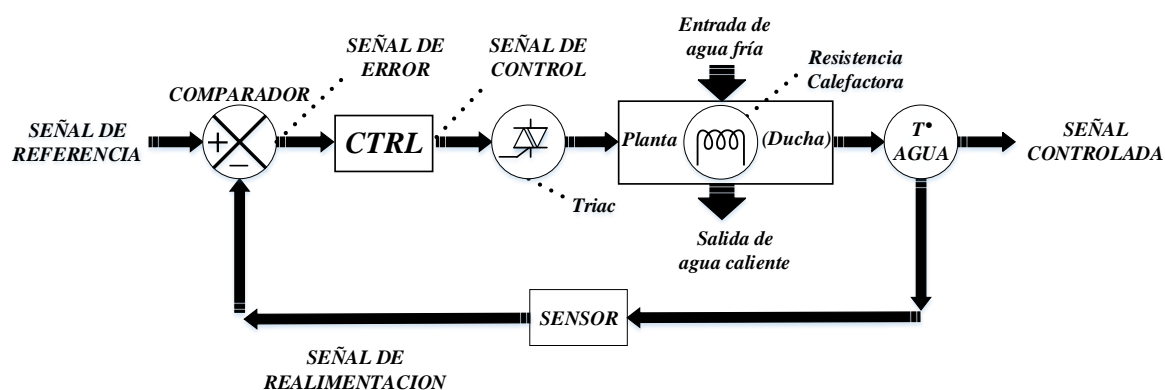 SEÑAL DE
REFERENCIA
COMPARADOR
+
−
SEÑAL DE
ERROR
CTRL
SEÑAL DE
CONTROL
Triac
Entrada de
agua fría
Resistencia
Calefactora
Planta
(Ducha)
Salida de
agua caliente
T•
AGUA
SEÑAL
CONTROLADA
SENSOR
SEÑAL DE
REALIMENTACION